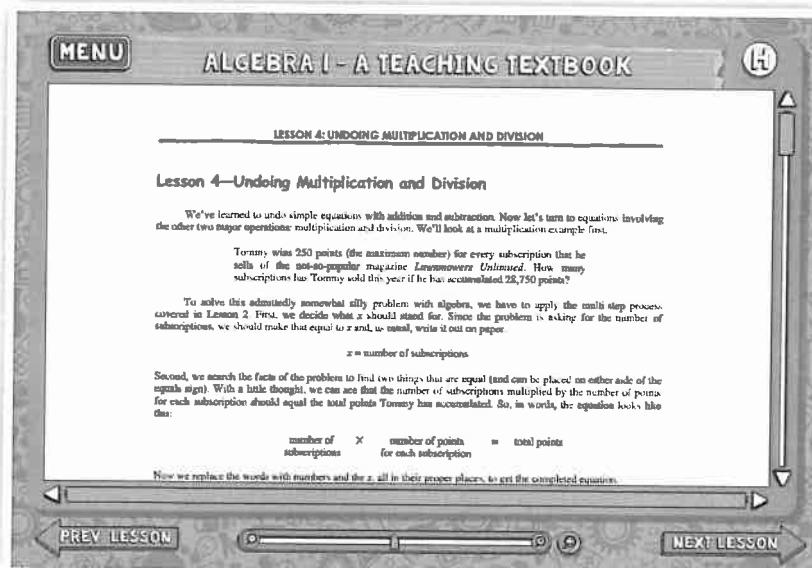 MENU
ALGEBRA 1 - A TEACHING TEXTBOOK
H
LESSON 4: UNDOING MULTIPLICATION AND DIVISION
Lesson 4—Undoing Multiplication and Division
We've learned to undo simple equations with addition and subtraction. Now let's turn to equations involving
the other two major operations: multiplication and division. We'll look at a multiplication example first.
Tommy wins 250 points (the maximum number) for every subscription that he
sells of the not-so-popular magazine Lawnmowers Unlimited. How many
subscriptions has Tommy sold this year if he has accumulated 28,750 points?
To solve this admittedly somewhat silly problem with algebra, we have to apply the multi step process
covered in Lesson 2. First, we decide what x should stand for. Since the problem is asking for the number of
subscriptions, we should make that equal to x and, as usual, write it out on paper.
x = number of subscriptions
Second, we search the facts of the problem to find two things that are equal (and can be placed on either side of the
equals sign). With a little thought, we can see that the number of subscriptions multiplied by the number of points
for each subscription should equal the total points Tommy has accumulated. So, in words, the equation looks like
this:
number of × number of points = total points
subscriptions for each subscription
Now we replace the words with numbers and the x, all in their proper places, to get the completed equation.
PREV LESSON
NEXT LESSON